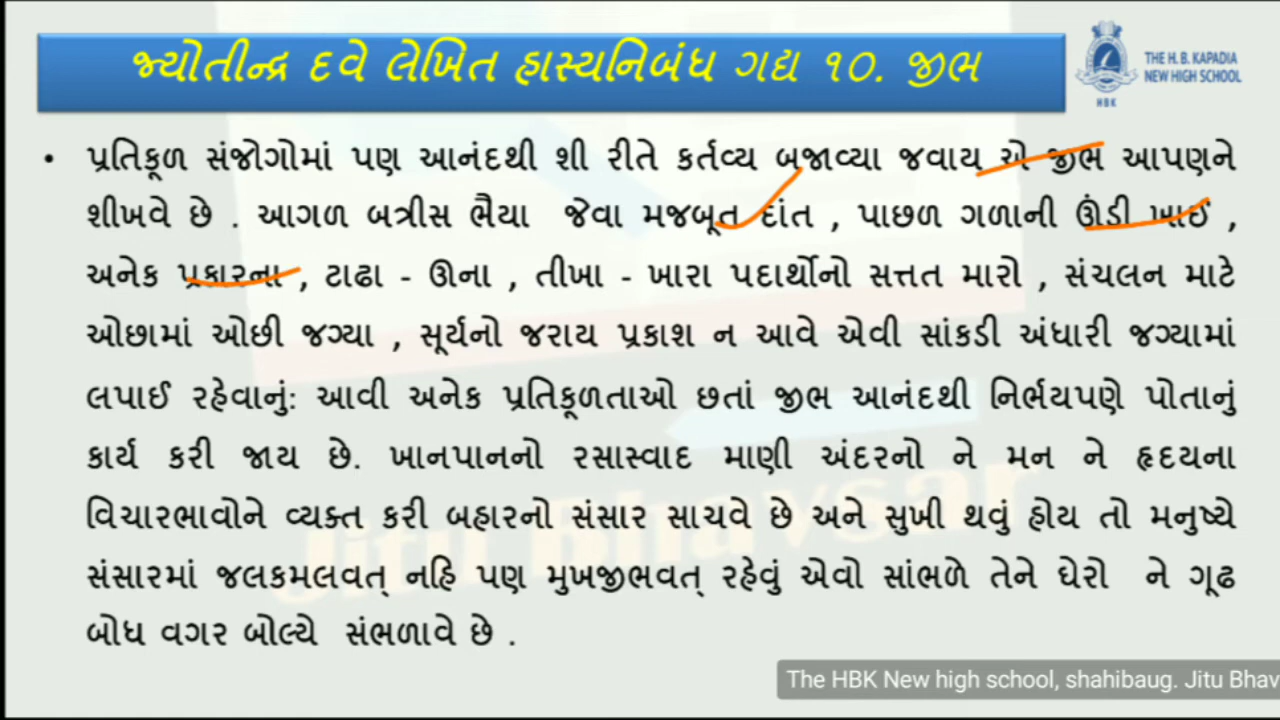 જ્યોતીન્દ્ર દવે લેખિત હાસ્યનિબંધ ગદ્ય ૧૦. જીભ
THE H. B. KAPADIA
NEW HIGH SCHOOL
HBK
• પ્રતિકૂળ સંજોગોમાં પણ આનંદથી શી રીતે કર્તવ્ય બજાવ્યા જવાય એ જીભ આપણને
શીખવે છે . આગળ બત્રીસ ભૈયા જેવા મજબૂત દાંત , પાછળ ગળાની ઊંડી ખાઈ ,
અનેક પ્રકારના , ટાઢા - ઊના , તીખા - ખારા પદાર્થોનો સત્તત મારો , સંચલન માટે
ઓછામાં ઓછી જગ્યા , સૂર્યનો જરાય પ્રકાશ ન આવે એવી સાંકડી અંધારી જગ્યામાં
લપાઈ રહેવાનું: આવી અનેક પ્રતિકૂળતાઓ છતાં જીભ આનંદથી નિર્ભયપણે પોતાનું
કાર્ય કરી જાય છે. ખાનપાનનો રસાસ્વાદ માણી અંદરનો ને મન ને હૃદયના
વિચારભાવોને વ્યક્ત કરી બહારનો સંસાર સાચવે છે અને સુખી થવું હોય તો મનુષ્યે
સંસારમાં જલકમલવત્ નહિ પણ મુખજીભવત્ રહેવું એવો સાંભળે તેને ઘેરો ને ગૂઢ
બોધ વગર બોલ્યે સંભળાવે છે .
Jitu Bhavsar
The HBK New high school, shahibaug. Jitu Bhav